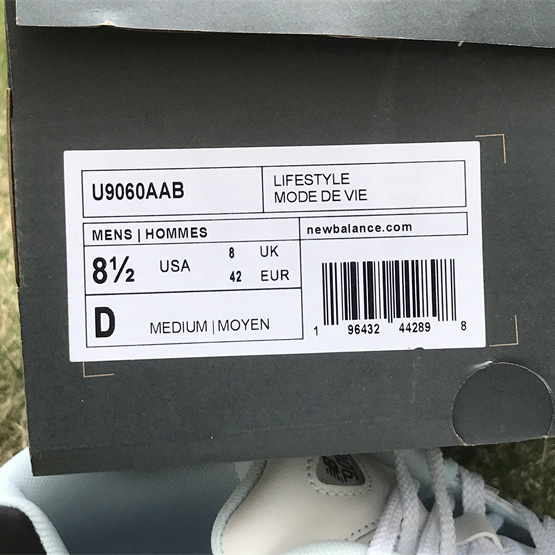 U9060AAB
LIFESTYLE
MODE DE VIE
MENS | HOMMES
newbalance.com
8½ USA
8 UK
42 EUR
D MEDIUM | MOYEN
1 96432 44289 8